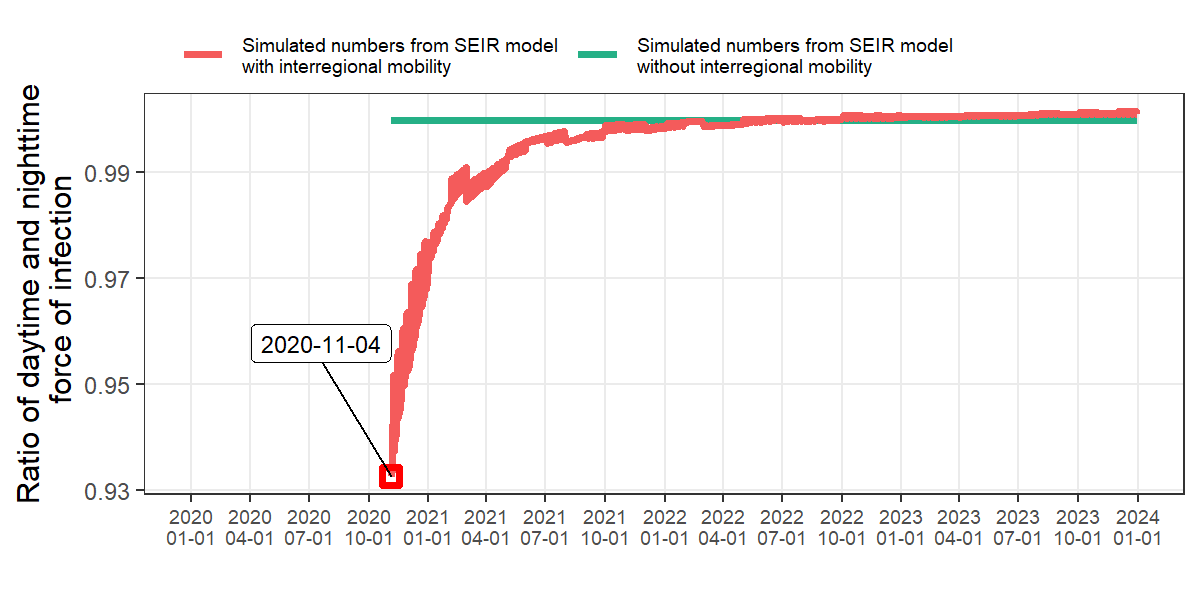 Simulated numbers from SEIR model
with interregional mobility
Simulated numbers from SEIR model
without interregional mobility
Ratio of daytime and nighttime
force of infection
0.99
0.97
0.95
0.93
2020-11-04
2020 2020 2020 2020 2021 2021 2021 2021 2022 2022 2022 2022 2023 2023 2023 2023 2024
01-01 04-01 07-01 10-01 01-01 04-01 07-01 10-01 01-01 04-01 07-01 10-01 01-01 04-01 07-01 10-01 01-01